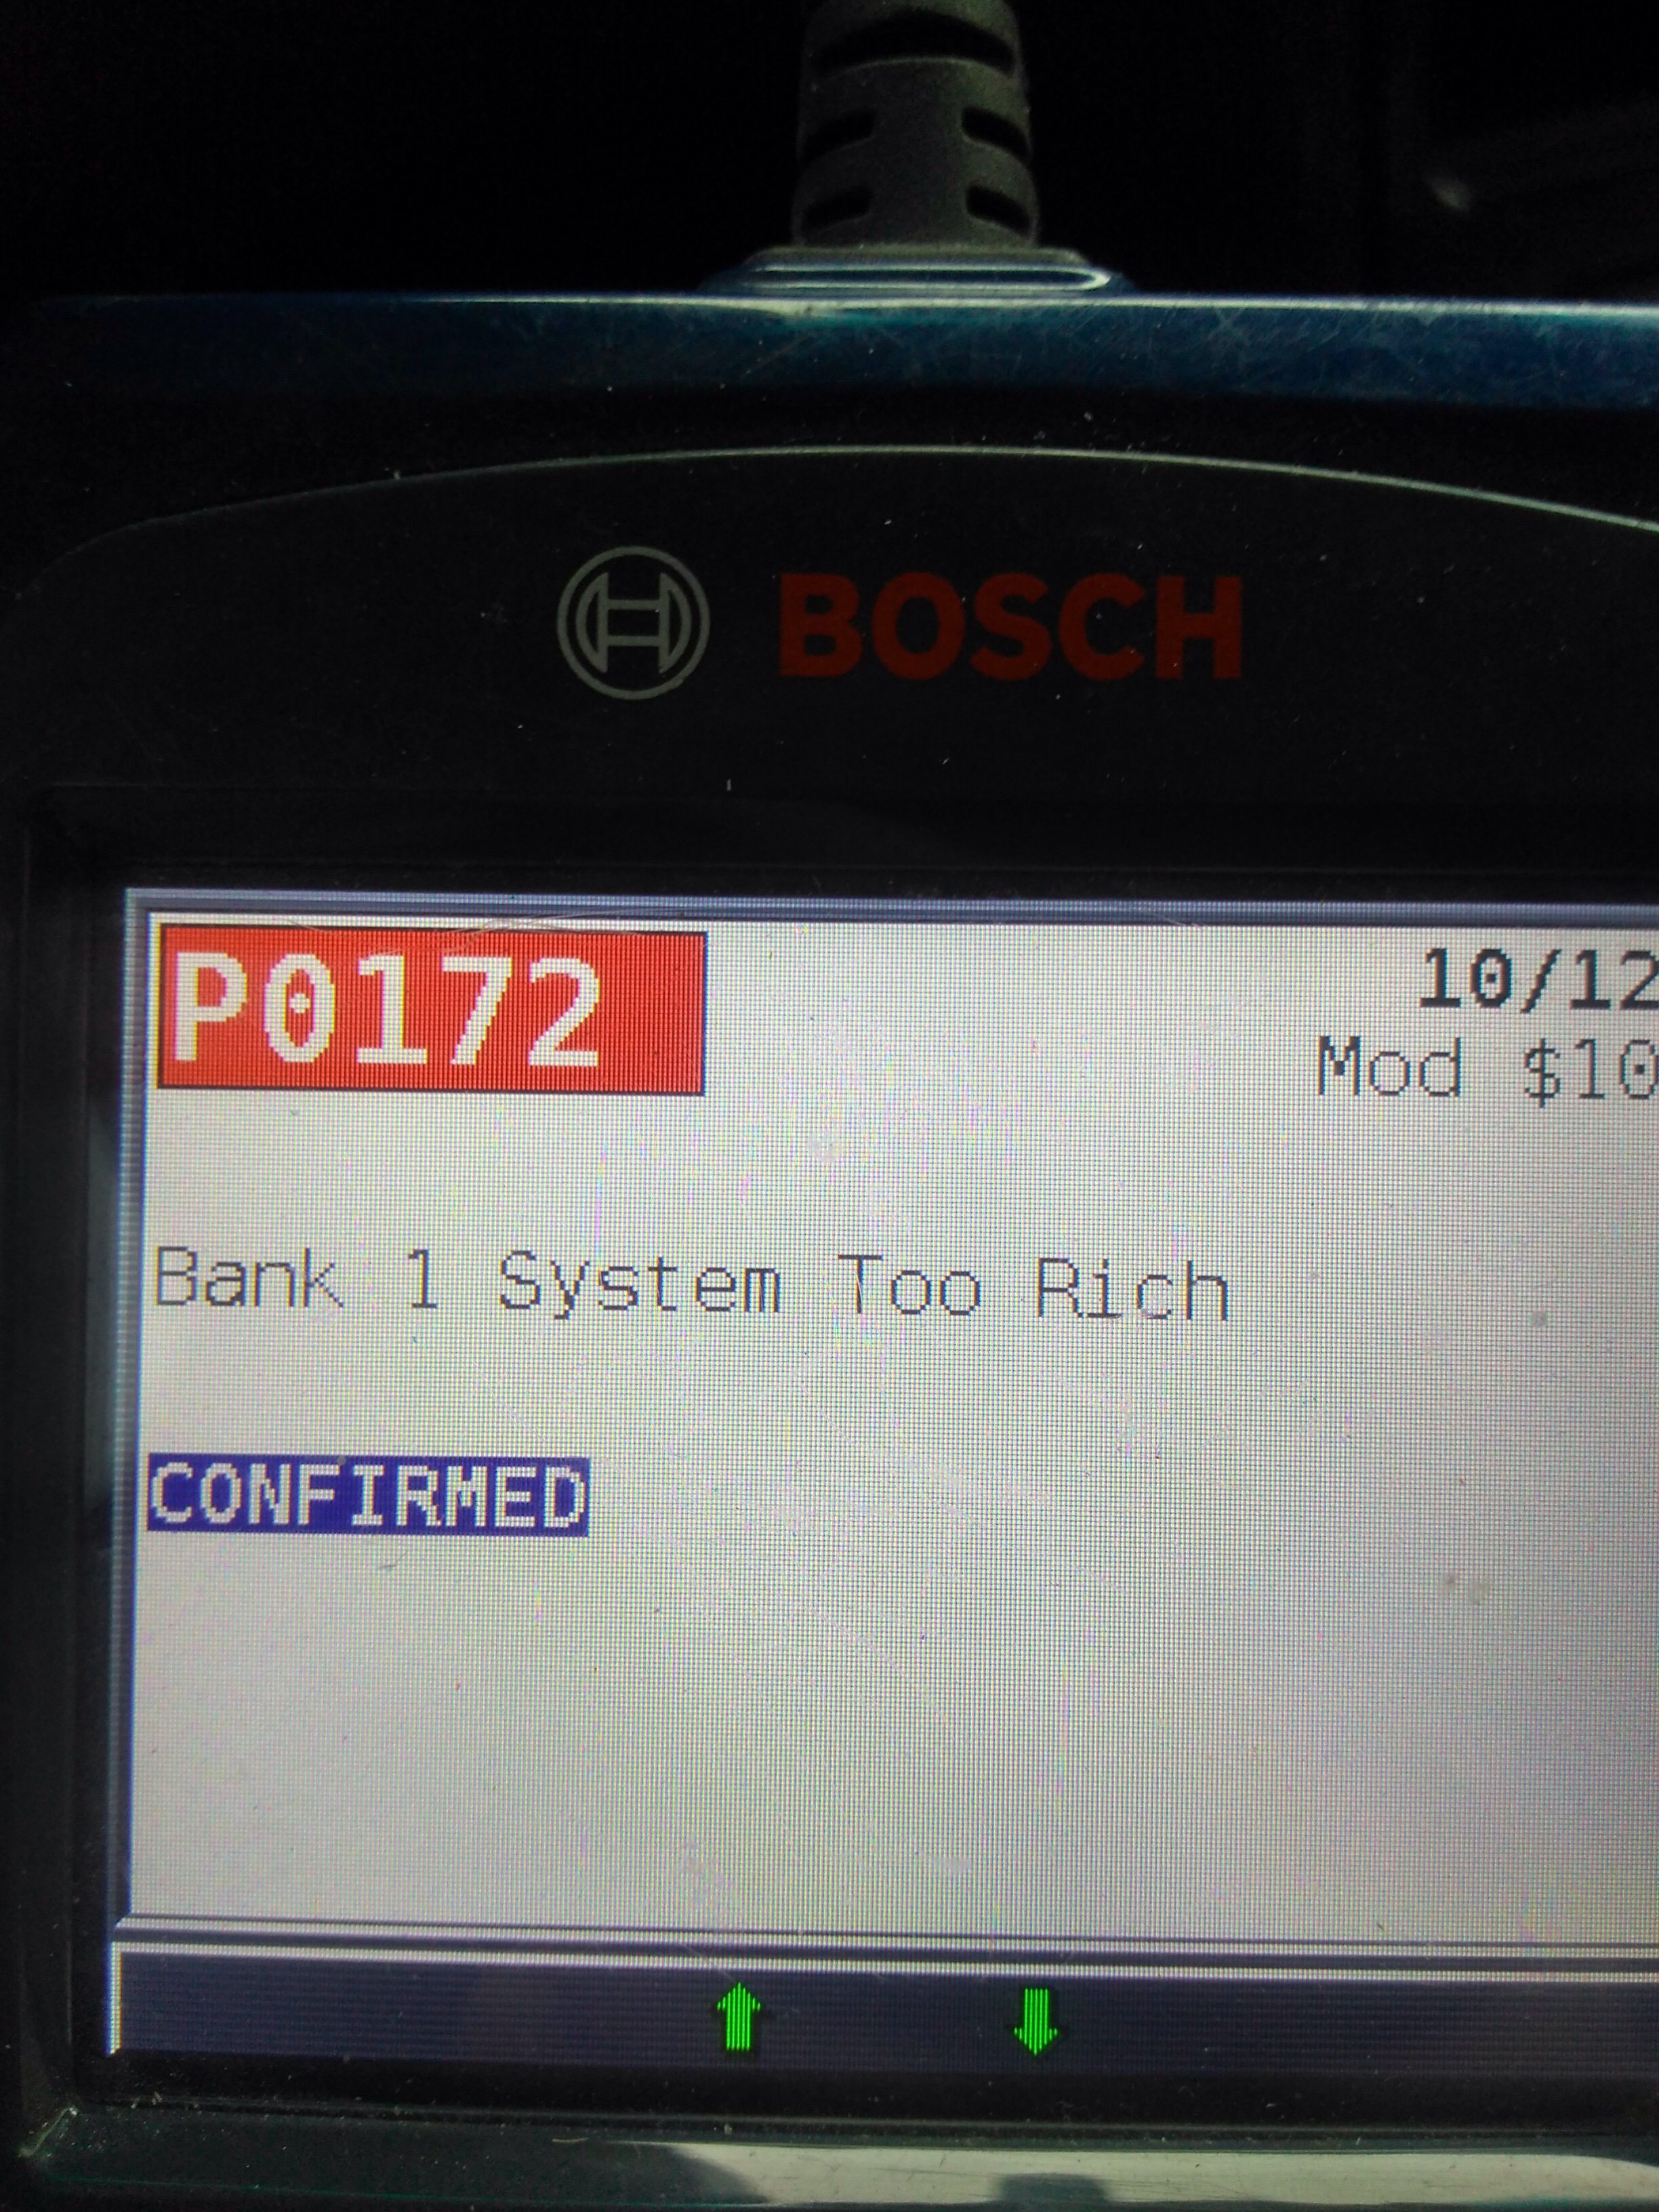 BOSCH
P0172
10/12
Mod $10
Bank 1 System Too Rich
CONFIRMED